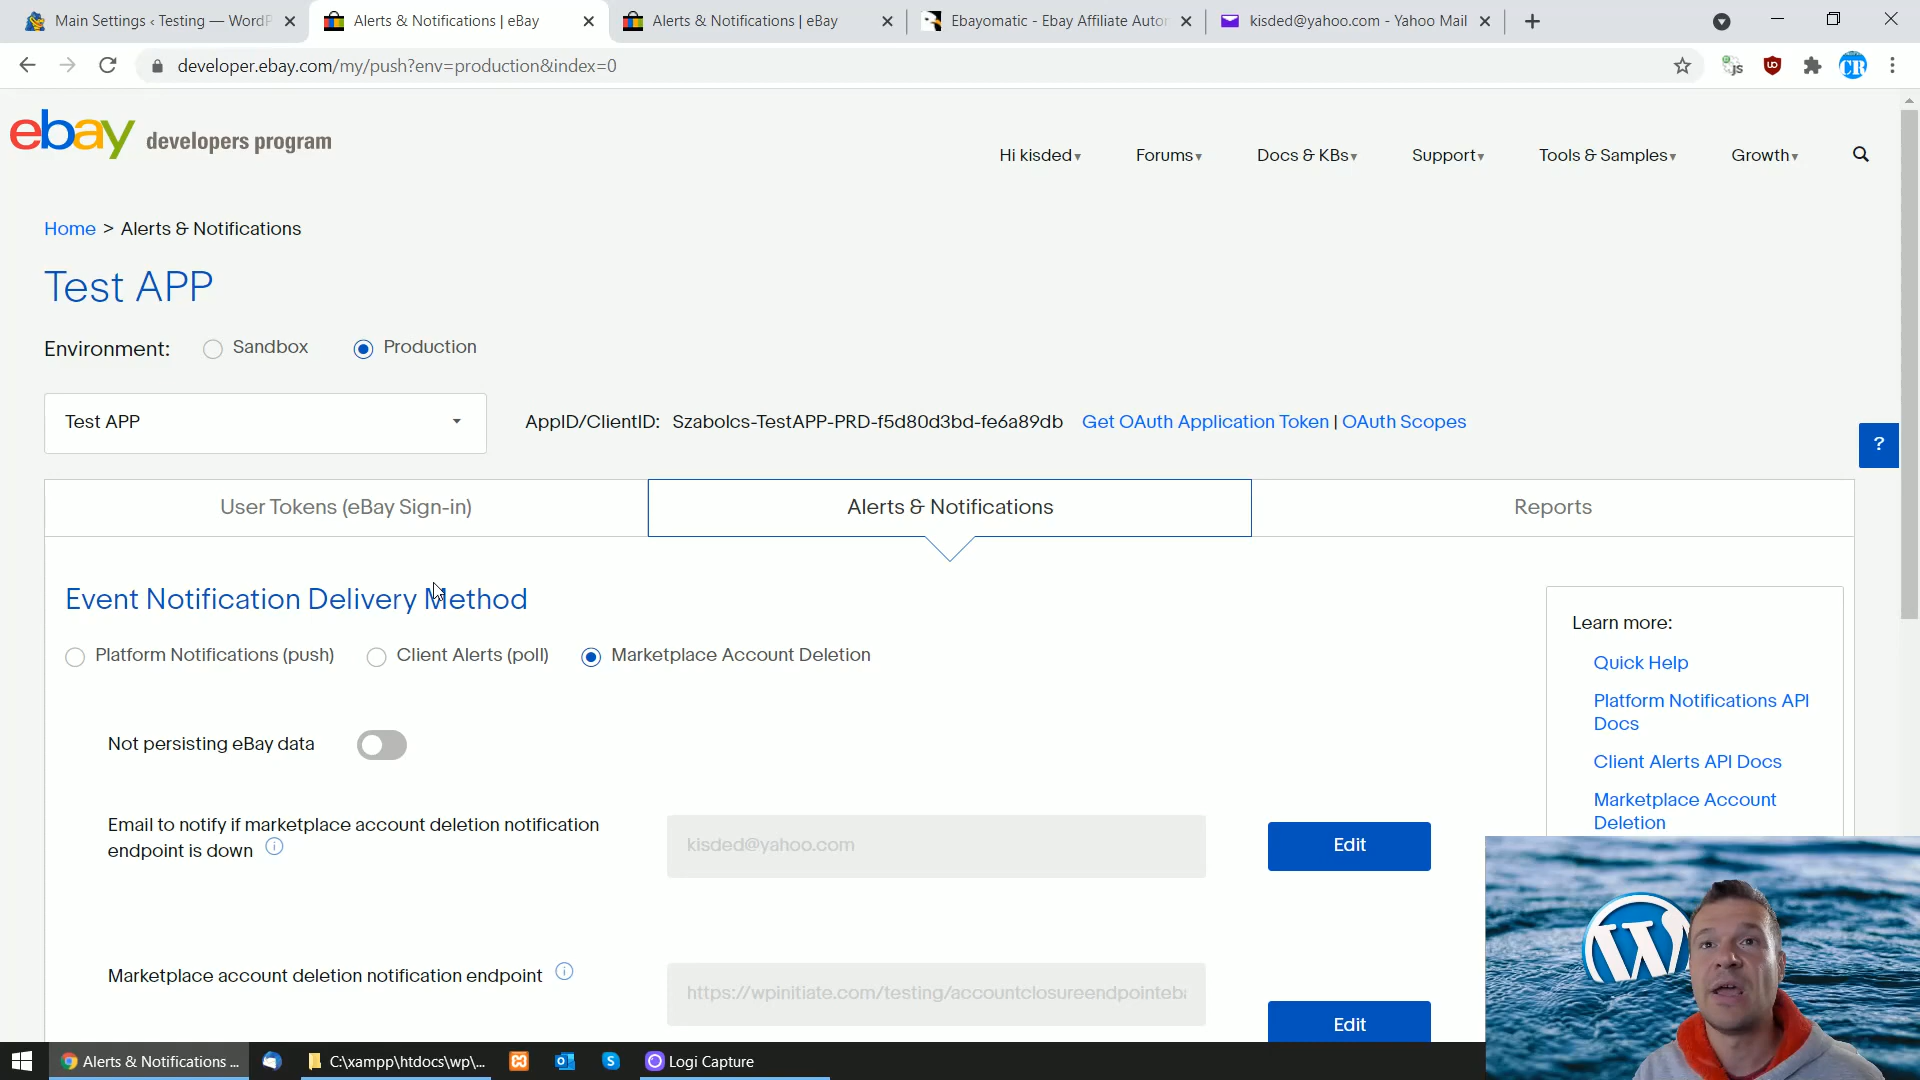 Main Settings ‹ Testing — WordP
Alerts & Notifications | eBay
Alerts & Notifications | eBay
Ebayomatic - Ebay Affiliate Autom
kisded@yahoo.com - Yahoo Mail
developer.ebay.com/my/push?env=production&index=0
ebay developers program
Hi kisded
Forums
Docs & KBs
Support
Tools & Samples
Growth
Home > Alerts & Notifications
Test APP
Environment: Sandbox Production
Test APP
AppID/ClientID: Szabolcs-TestAPP-PRD-f5d80d3bd-fe6a89db Get OAuth Application Token | OAuth Scopes
?
User Tokens (eBay Sign-in)
Alerts & Notifications
Reports
Event Notification Delivery Method
Platform Notifications (push) Client Alerts (poll) Marketplace Account Deletion
Not persisting eBay data
Email to notify if marketplace account deletion notification
endpoint is down
kisded@yahoo.com
Edit
Marketplace account deletion notification endpoint
https://wpinitiate.com/testing/accountclosureendpointeb
Edit
Learn more:
Quick Help
Platform Notifications API
Docs
Client Alerts API Docs
Marketplace Account
Deletion
Alerts & Notifications ...
C:\xampp\htdocs\wp\...
Logi Capture